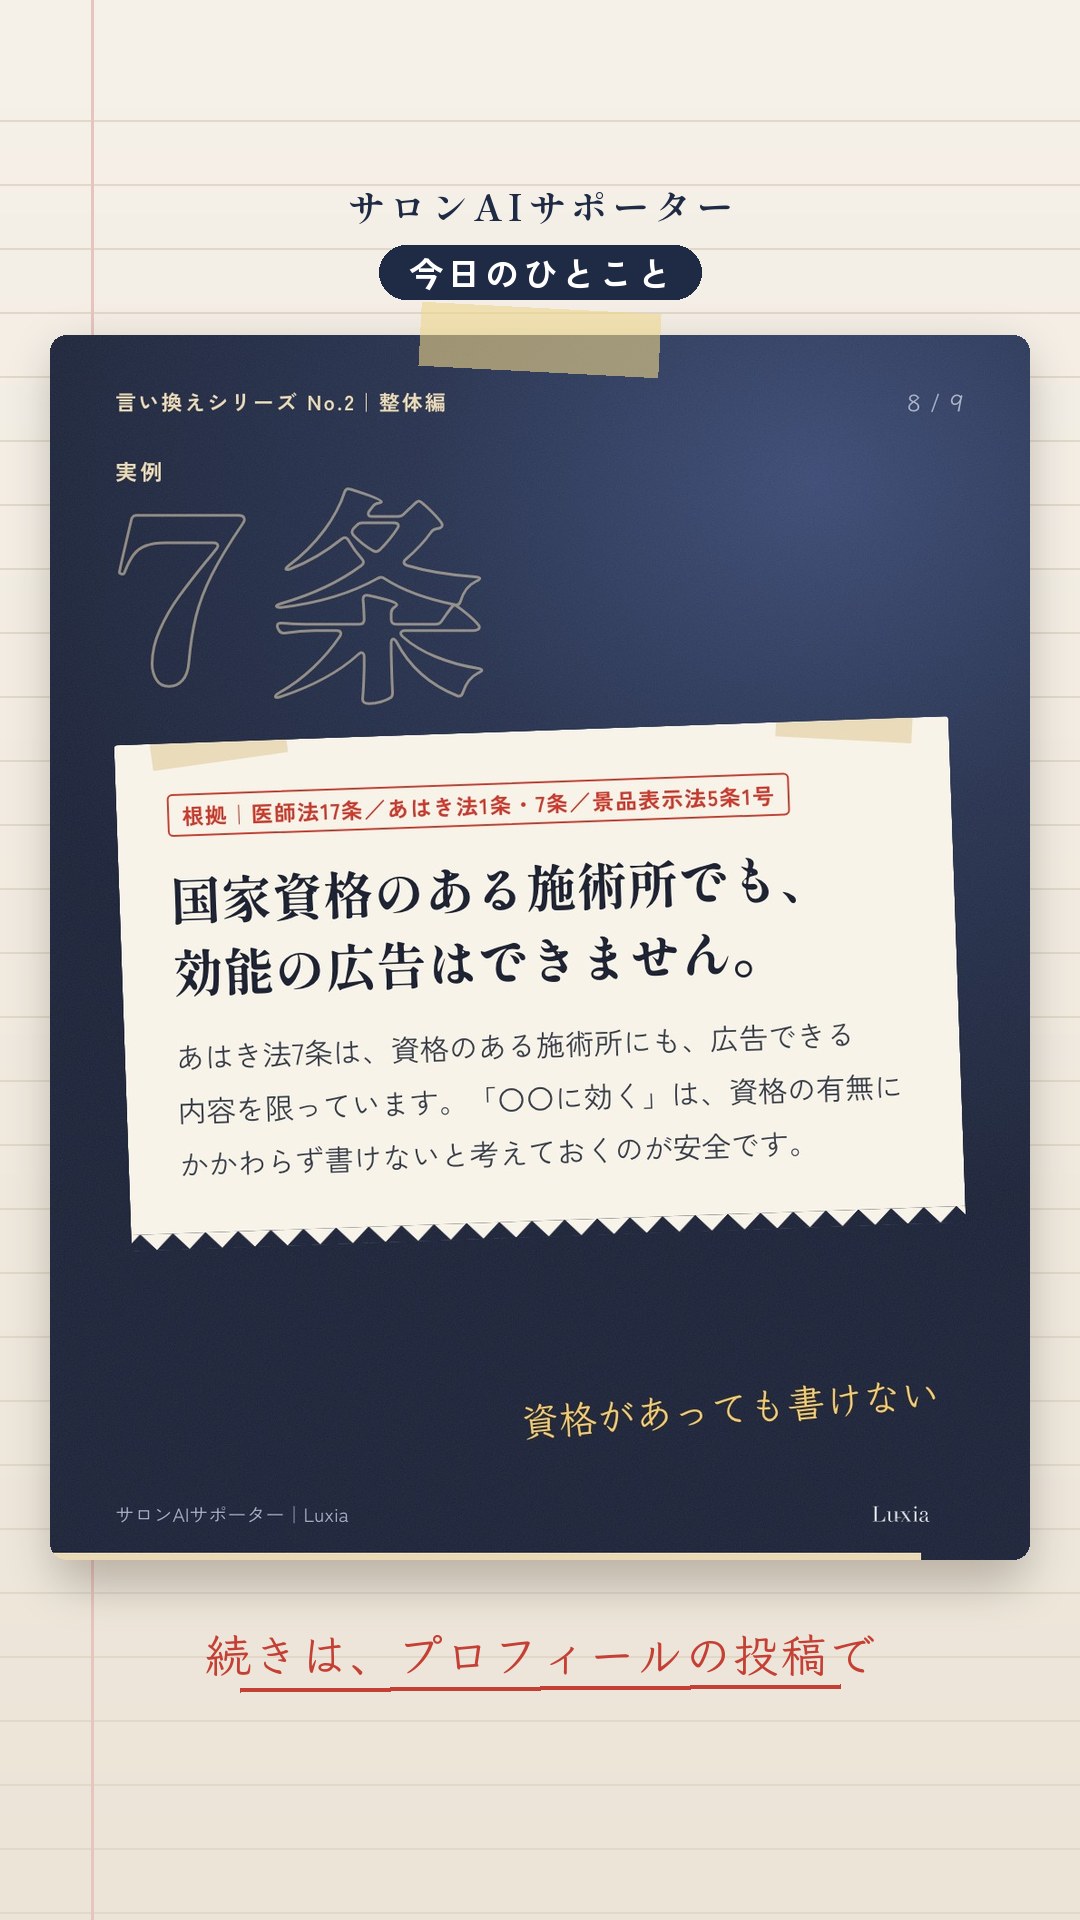 サロンAIサポーター
今日のひとこと
言い換えシリーズ No.2｜整体編
8 / 9
実例
7条
根拠｜医師法17条／あはき法1条・7条／景品表示法5条1号
国家資格のある施術所でも、
効能の広告はできません。
あはき法7条は、資格のある施術所にも、広告できる
内容を限っています。「〇〇に効く」は、資格の有無に
かかわらず書けないと考えておくのが安全です。
資格があっても書けない
サロンAIサポーター｜Luxia
Luxia
続きは、プロフィールの投稿で